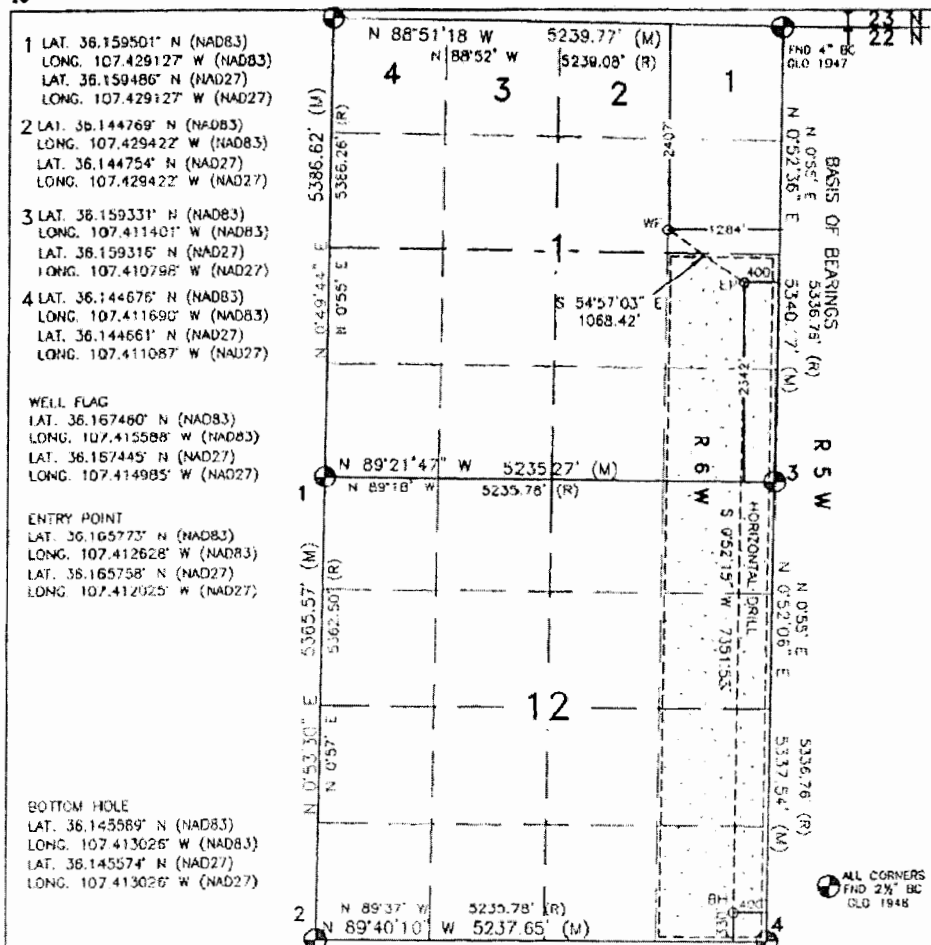 1 LAT. 36.159501° N (NAD83)
LONG. 107.429127° W (NAD83)
LAT. 36.159486° N (NAD27)
LONG. 107.429127° W (NAD27)
2 LAT. 36.144769° N (NAD83)
LONG. 107.429422° W (NAD83)
LAT. 36.144754° N (NAD27)
LONG. 107.429422° W (NAD27)
3 LAT. 36.159331° N (NAD83)
LONG. 107.411401° W (NAD83)
LAT. 36.159316° N (NAD27)
LONG. 107.410798° W (NAD27)
4 LAT. 36.144676° N (NAD83)
LONG. 107.411690° W (NAD83)
LAT. 36.144661° N (NAD27)
LONG. 107.411087° W (NAD27)
WELL FLAG
LAT. 36.167460° N (NAD83)
LONG. 107.415588° W (NAD83)
LAT. 36.167445° N (NAD27)
LONG. 107.414985° W (NAD27)
ENTRY POINT
LAT. 36.165773° N (NAD83)
LONG. 107.412628° W (NAD83)
LAT. 36.165758° N (NAD27)
LONG. 107.412025° W (NAD27)
BOTTOM HOLE
LAT. 36.145589° N (NAD83)
LONG. 107.413026° W (NAD83)
LAT. 36.145574° N (NAD27)
LONG. 107.413026° W (NAD27)
N 88°51'18 W 5239.77' (M)
N 88°52' W 5239.08' (R)
23 N
22 N
FND 4" BC
GLO 1947
4 3 2 1
5386.62' (M)
5386.26' (R)
N 0°49'44" E
N 0°55' E
2407'
WF
1284'
EP
400
1
S 54°57'03" E
1068.42'
2342'
N 0°55' E
N 0°52'36" E
BASIS OF BEARINGS
5336.76' (R)
(M)
R 6 W
R 5 W
N 89°21'47" W 5235.27' (M)
N 89°18' W 5235.78' (R)
1
3
HORIZONTAL DRILL
S 0°52'15" W 7351.53'
5365.57' (M)
5362.50' (R)
N 0°53'30" E
N 0°57' E
12
N 0°55' E
N 0°52'06" E
5336.76 (R)
5337.54' (M)
BH
400
330
2
4
N 89°37' W 5235.78' (R)
N 89°40'10" W 5237.65' (M)
ALL CORNERS
FND 2½" BC
GLO 1948